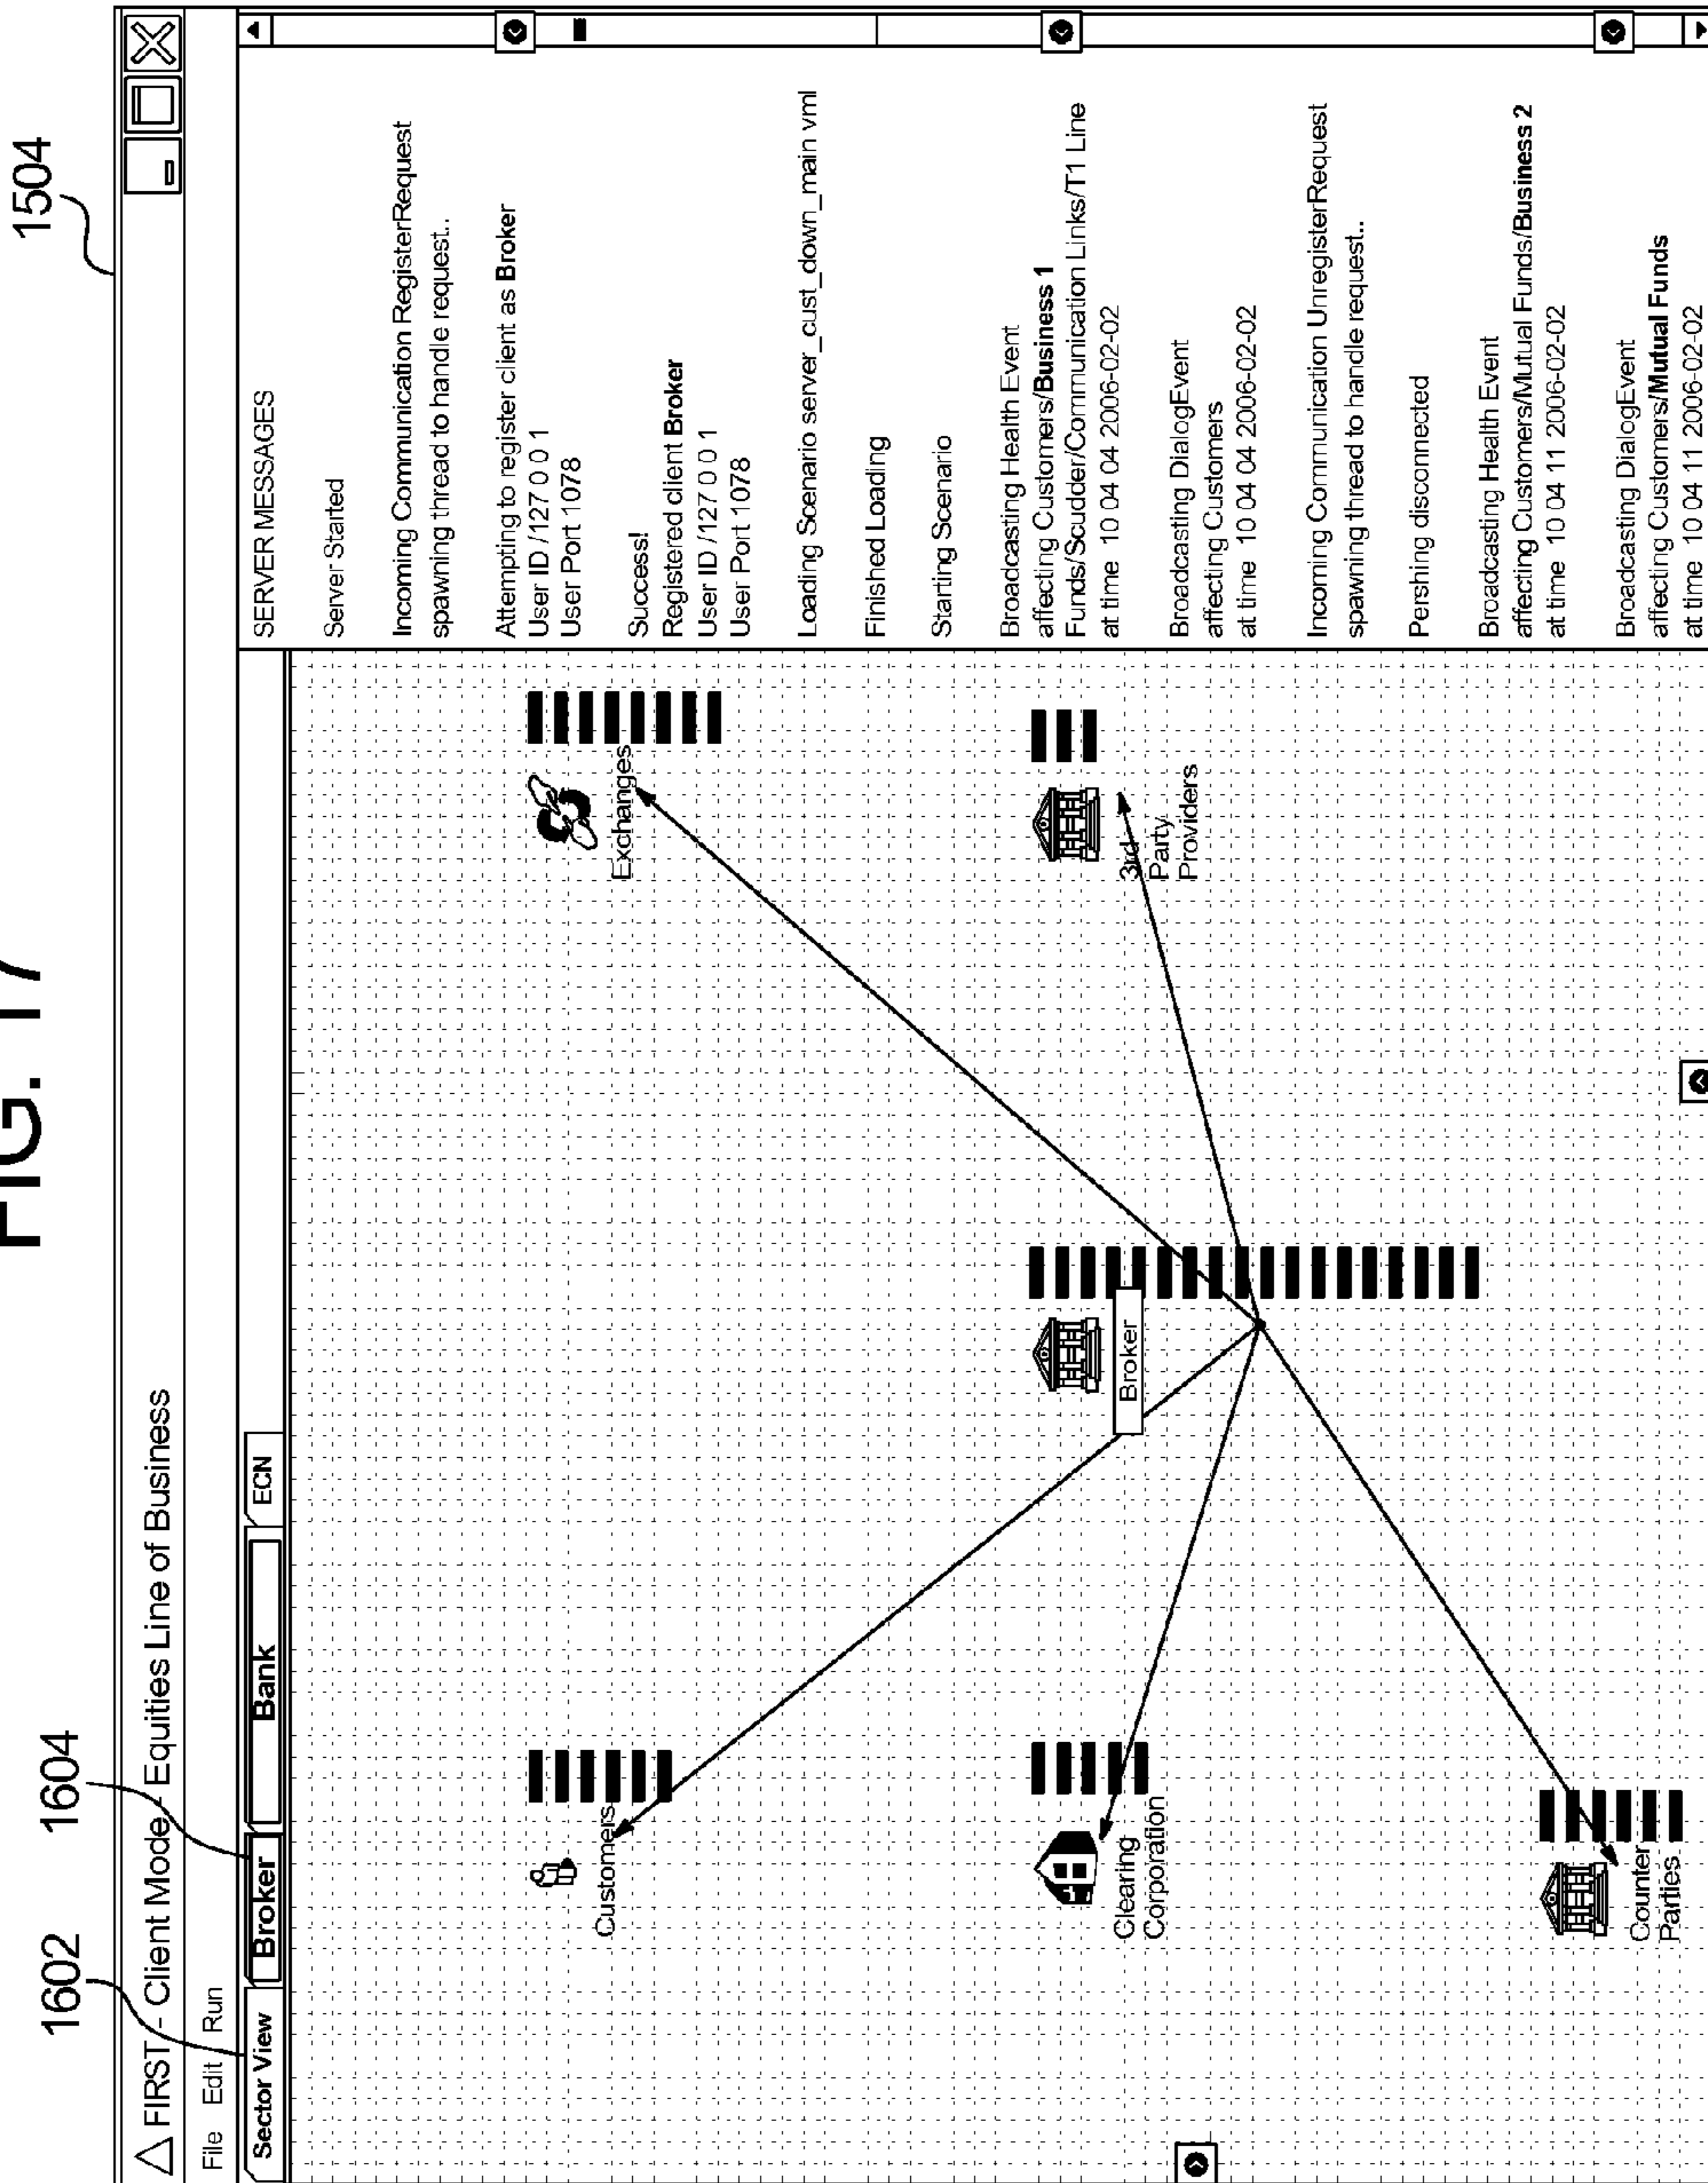 FIG. 17
1504
1602
1604
FIRST - Client Mode - Equities Line of Business
File Edit Run
Sector View
Broker
Bank
ECN
Customers
Exchanges
Broker
Clearing
Corporation
3rd
Party
Providers
Counter
Parties
SERVER MESSAGES
Server Started
Incoming Communication RegisterRequest
spawning thread to handle request..
Attempting to register client as Broker
User ID /127 0 0 1
User Port 1078
Success!
Registered client Broker
User ID /127 0 0 1
User Port 1078
Loading Scenario server_cust_down_main vml
Finished Loading
Starting Scenario
Broadcasting Health Event
affecting Customers/Business 1
Funds/Scudder/Communication Links/T1 Line
at time 10 04 04 2006-02-02
Broadcasting DialogEvent
affecting Customers
at time 10 04 04 2006-02-02
Incoming Communication UnregisterRequest
spawning thread to handle request..
Pershing disconnected
Broadcasting Health Event
affecting Customers/Mutual Funds/Business 2
at time 10 04 11 2006-02-02
Broadcasting DialogEvent
affecting Customers/Mutual Funds
at time 10 04 11 2006-02-02